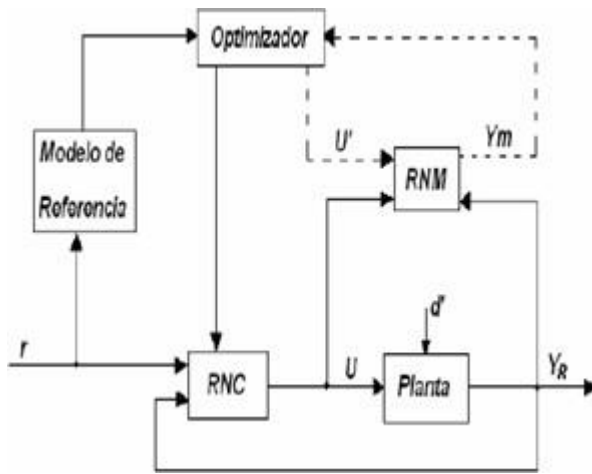 Optimizador
Modelo de
Referencia
U'
Ym
RNM
r
RNC
U
d'
Planta
YR